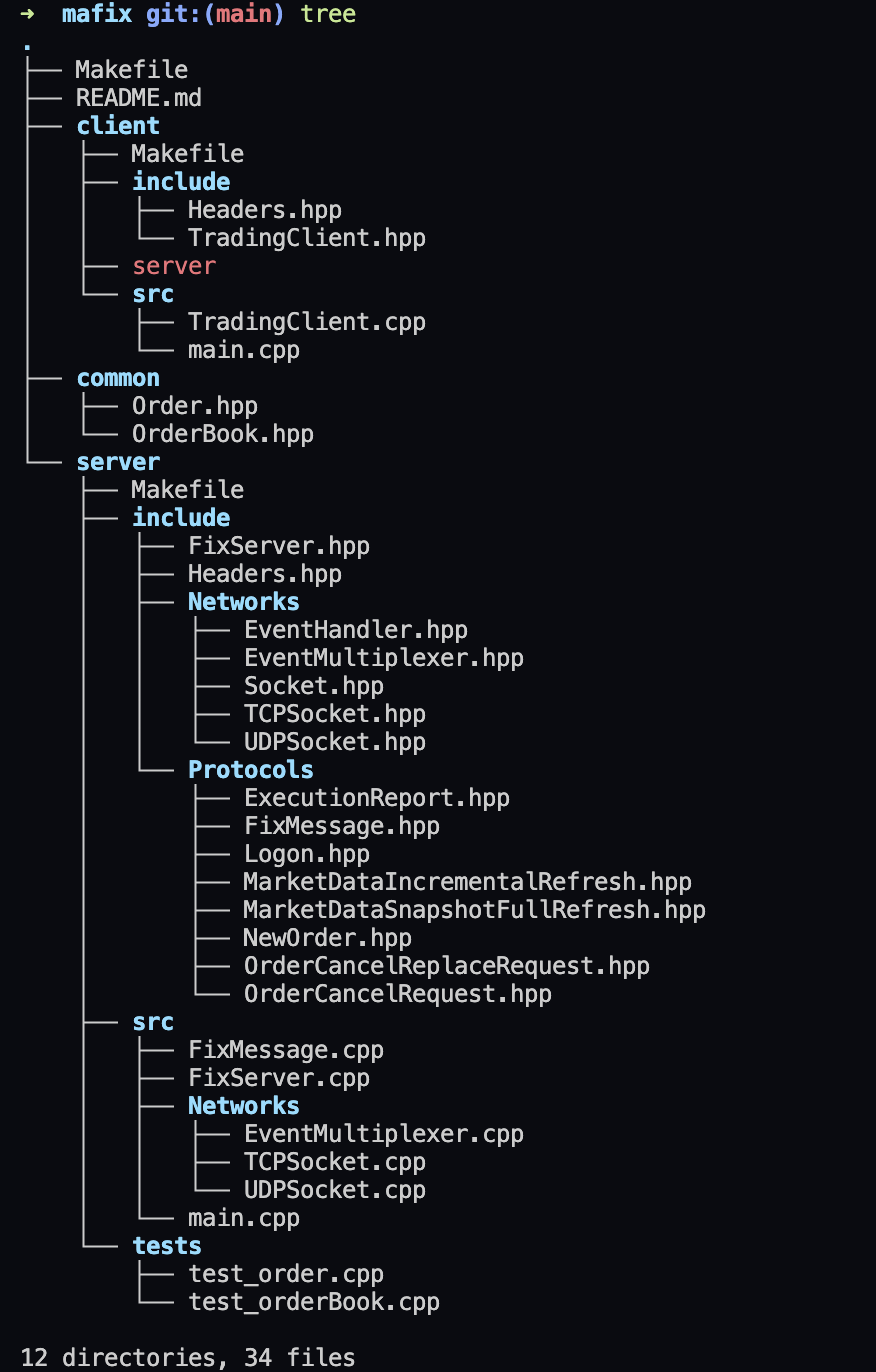 ➜  mafix git:(main) tree
.
├── Makefile
├── README.md
├── client
│   ├── Makefile
│   ├── include
│   │   ├── Headers.hpp
│   │   └── TradingClient.hpp
│   ├── server
│   └── src
│       ├── TradingClient.cpp
│       └── main.cpp
├── common
│   ├── Order.hpp
│   └── OrderBook.hpp
└── server
    ├── Makefile
    ├── include
    │   ├── FixServer.hpp
    │   ├── Headers.hpp
    │   ├── Networks
    │   │   ├── EventHandler.hpp
    │   │   ├── EventMultiplexer.hpp
    │   │   ├── Socket.hpp
    │   │   ├── TCPSocket.hpp
    │   │   └── UDPSocket.hpp
    │   └── Protocols
    │       ├── ExecutionReport.hpp
    │       ├── FixMessage.hpp
    │       ├── Logon.hpp
    │       ├── MarketDataIncrementalRefresh.hpp
    │       ├── MarketDataSnapshotFullRefresh.hpp
    │       ├── NewOrder.hpp
    │       ├── OrderCancelReplaceRequest.hpp
    │       └── OrderCancelRequest.hpp
    ├── src
    │   ├── FixMessage.cpp
    │   ├── FixServer.cpp
    │   ├── Networks
    │   │   ├── EventMultiplexer.cpp
    │   │   ├── TCPSocket.cpp
    │   │   └── UDPSocket.cpp
    │   └── main.cpp
    └── tests
        ├── test_order.cpp
        └── test_orderBook.cpp

12 directories, 34 files